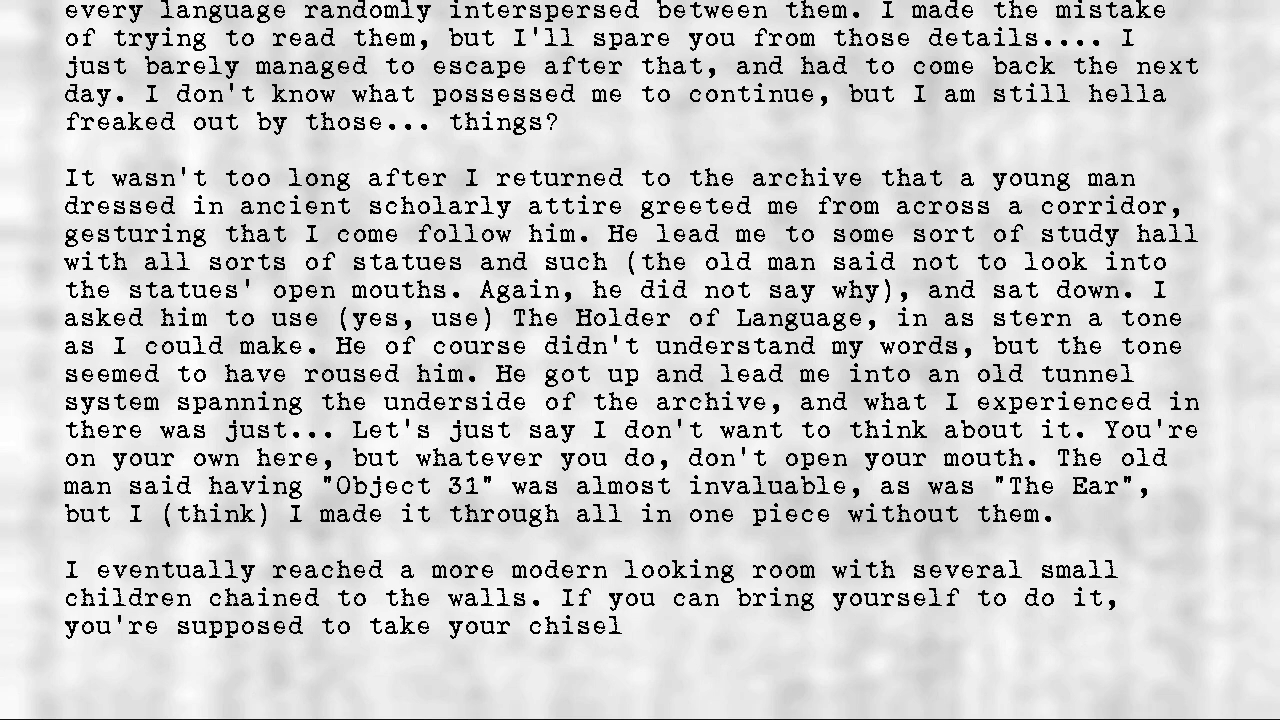 every language randomly interspersed between them. I made the mistake
of trying to read them, but I'll spare you from those details.... I
just barely managed to escape after that, and had to come back the next
day. I don't know what possessed me to continue, but I am still hella
freaked out by those... things?
It wasn't too long after I returned to the archive that a young man
dressed in ancient scholarly attire greeted me from across a corridor,
gesturing that I come follow him. He lead me to some sort of study hall
with all sorts of statues and such (the old man said not to look into
the statues' open mouths. Again, he did not say why), and sat down. I
asked him to use (yes, use) The Holder of Language, in as stern a tone
as I could make. He of course didn't understand my words, but the tone
seemed to have roused him. He got up and lead me into an old tunnel
system spanning the underside of the archive, and what I experienced in
there was just... Let's just say I don't want to think about it. You're
on your own here, but whatever you do, don't open your mouth. The old
man said having "Object 31" was almost invaluable, as was "The Ear",
but I (think) I made it through all in one piece without them.
I eventually reached a more modern looking room with several small
children chained to the walls. If you can bring yourself to do it,
you're supposed to take your chisel